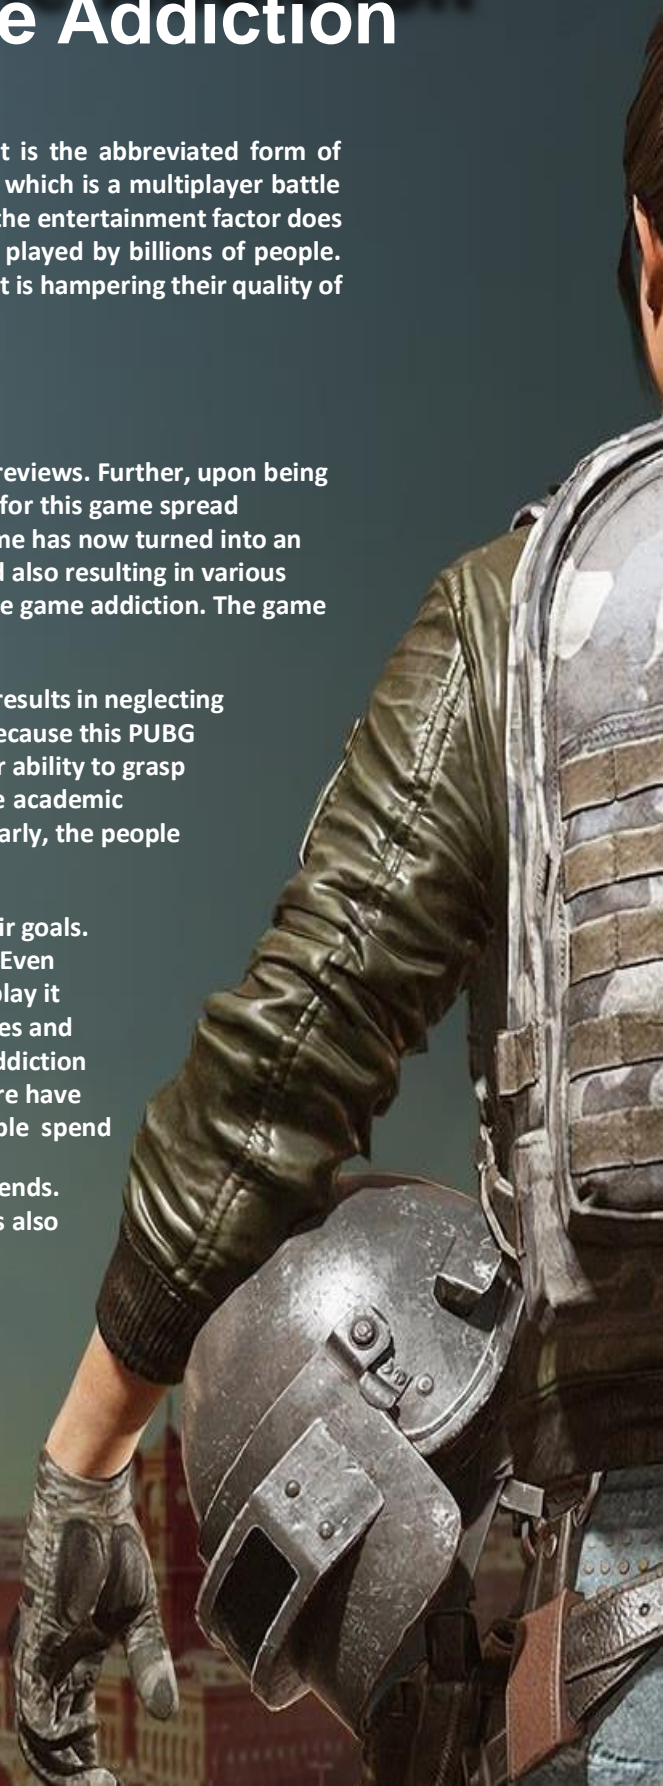 e Addiction
t is the abbreviated form of
which is a multiplayer battle
the entertainment factor does
played by billions of people.
t is hampering their quality of
reviews. Further, upon being
for this game spread
me has now turned into an
d also resulting in various
e game addiction. The game
results in neglecting
ecause this PUBG
r ability to grasp
e academic
arly, the people
ir goals.
Even
play it
es and
ddiction
re have
ple spend
ends.
s also